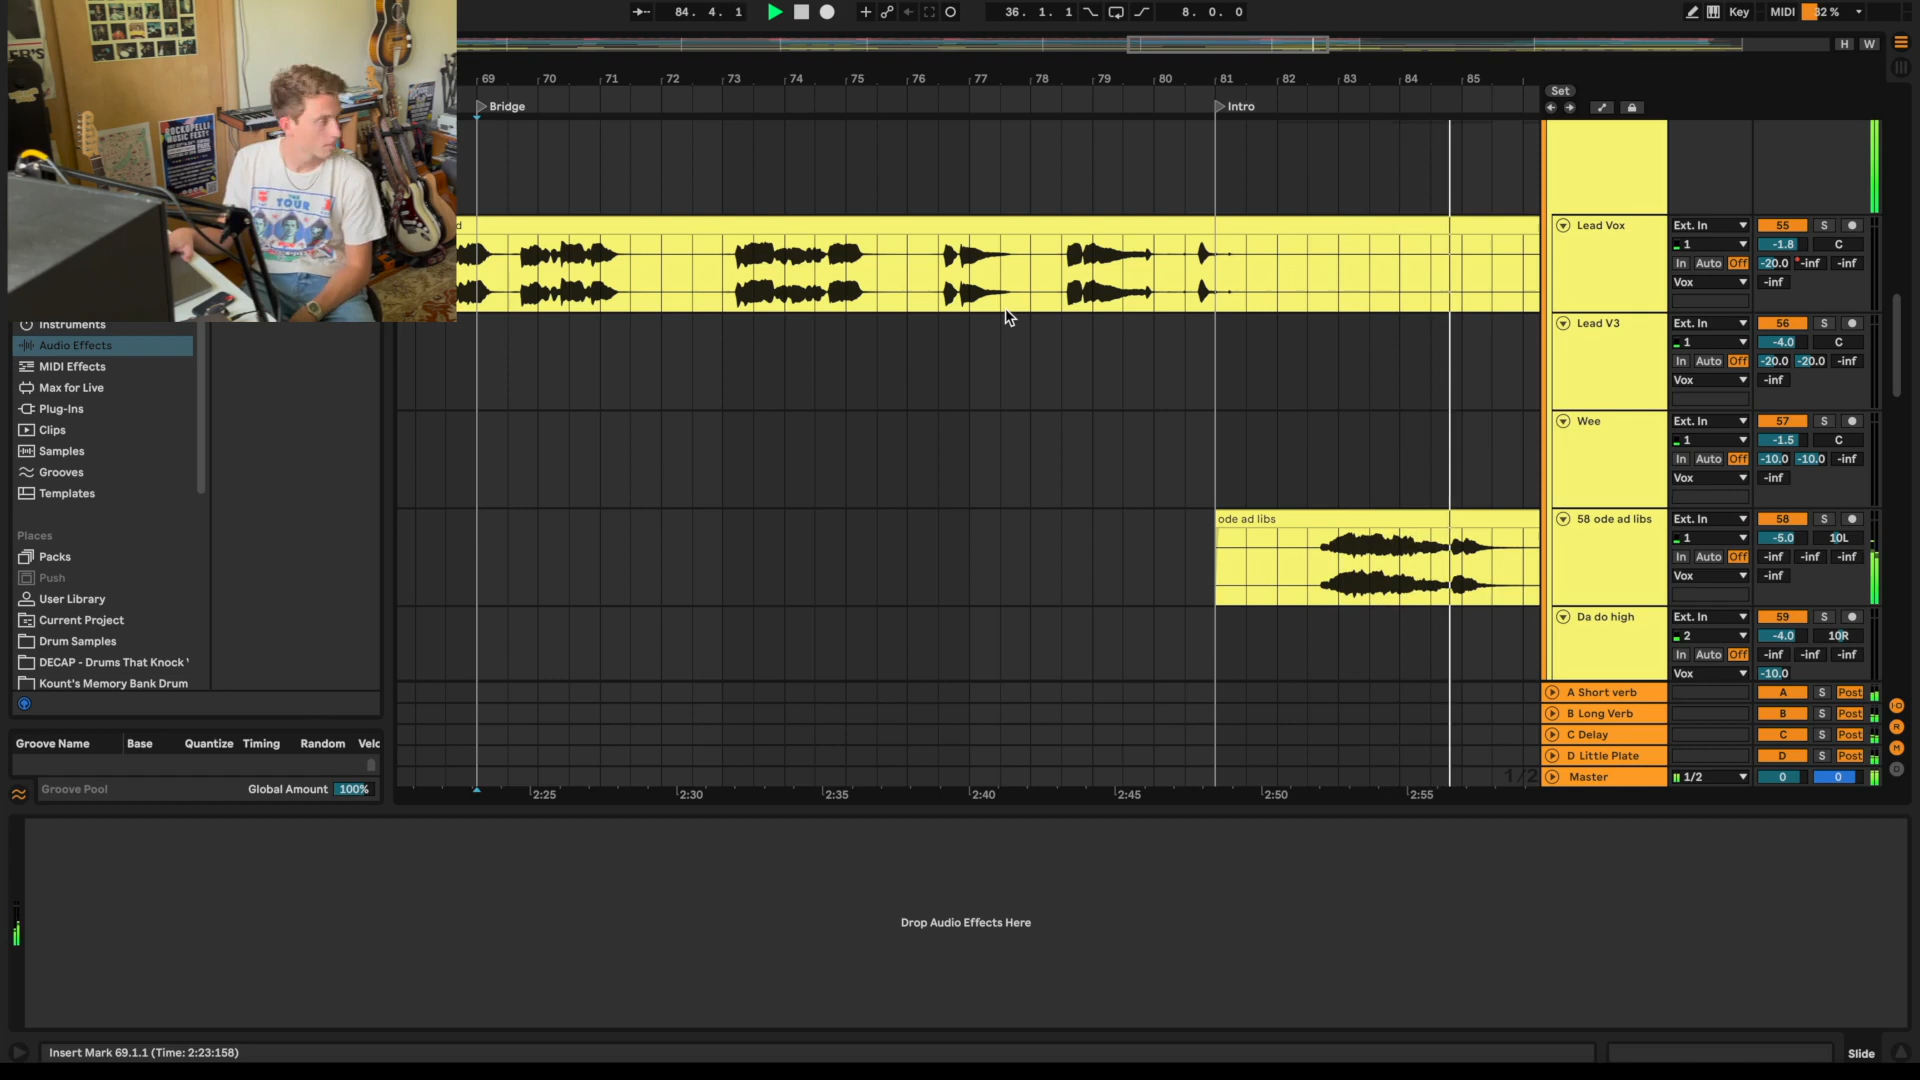 84. 4. 1
36. 1. 1
8. 0. 0
Key
MIDI
32 %
H W
69 70 71 72 73 74 75 76 77 78 79 80 81 82 83 84 85
Bridge
Intro
Set
ROCKOPELLI
MUSIC FEST
TOUR
d
Lead Vox
Ext. In
55
S
1
-1.8
C
In Auto Off
-20.0 -inf -inf
Vox
-inf
Lead V3
Ext. In
56
S
1
-4.0
C
In Auto Off
-20.0 -20.0 -inf
Vox
-inf
Wee
Ext. In
57
S
1
-1.5
C
In Auto Off
-10.0 -10.0 -inf
Vox
-inf
ode ad libs
58 ode ad libs
Ext. In
58
S
1
-5.0
10L
In Auto Off
-inf -inf -inf
Vox
-inf
Da do high
Ext. In
59
S
2
-4.0
10R
In Auto Off
-inf -inf -inf
Vox
-10.0
A Short verb
A S Post
B Long Verb
B S Post
C Delay
C S Post
D Little Plate
D S Post
1/2
Master
1/2
0 0
I·O
R
M
D
2:25 2:30 2:35 2:40 2:45 2:50 2:55
Instruments
Audio Effects
MIDI Effects
Max for Live
Plug-Ins
Clips
Samples
Grooves
Templates
Places
Packs
Push
User Library
Current Project
Drum Samples
DECAP - Drums That Knock
Kount's Memory Bank Drum
Groove Name Base Quantize Timing Random Velc
Groove Pool
Global Amount 100%
Drop Audio Effects Here
Insert Mark 69.1.1 (Time: 2:23:158)
Slide